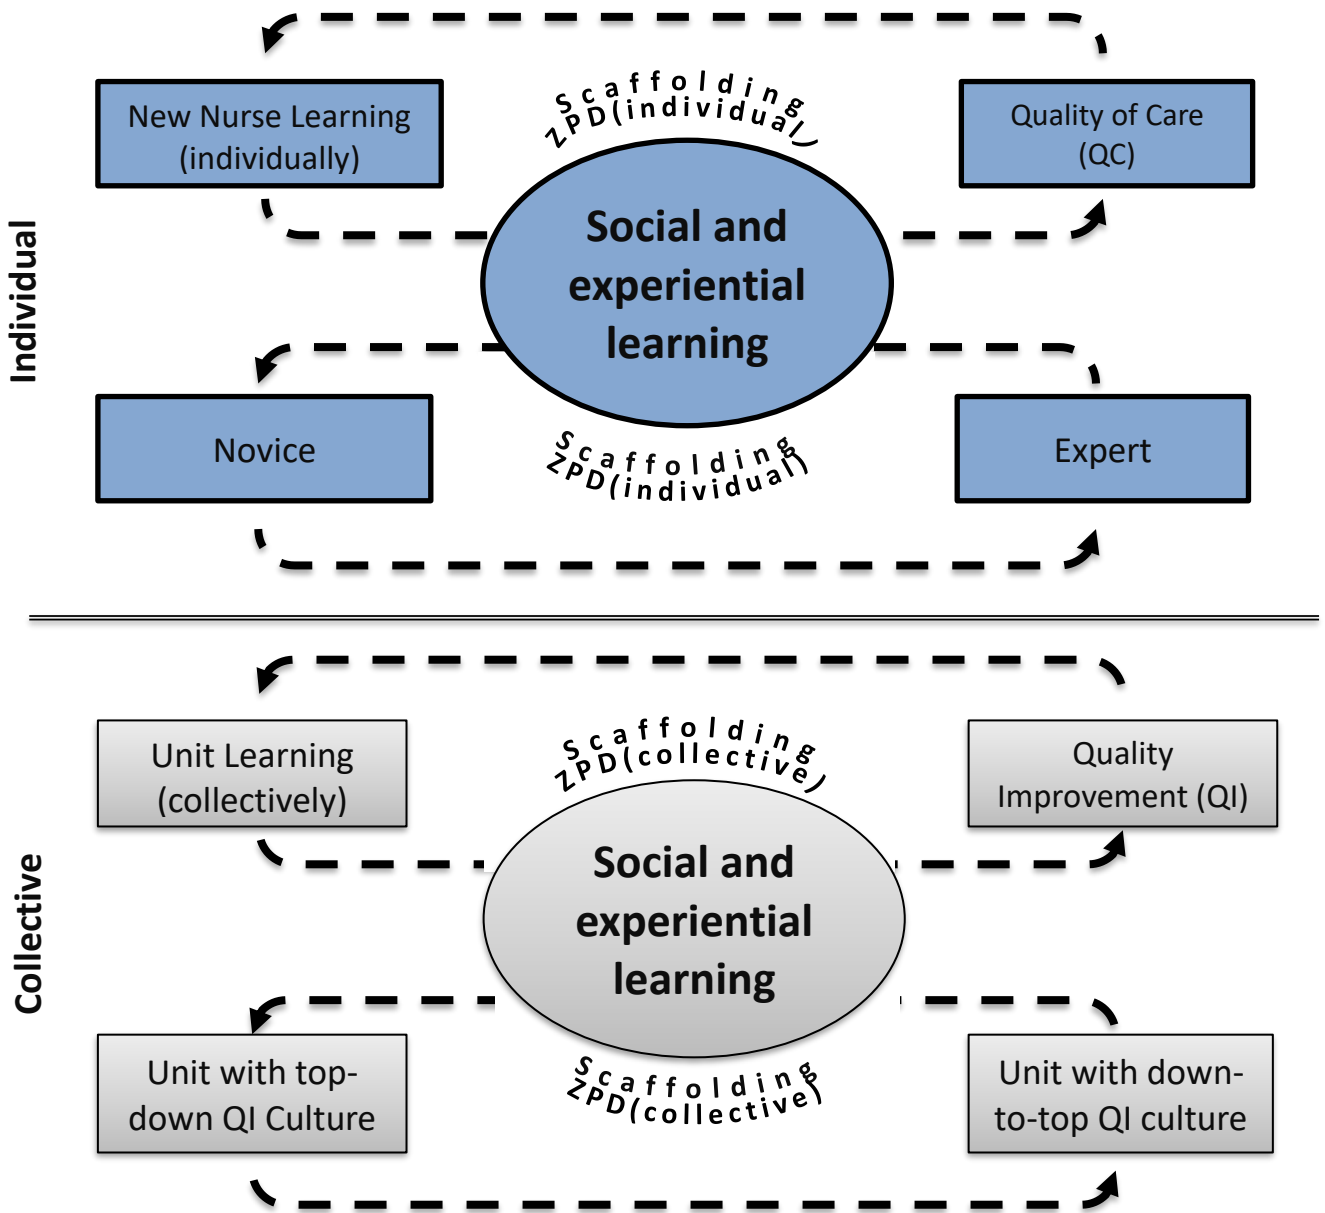 Scaffolding
ZPD(individual)
New Nurse Learning
(individually)
Quality of Care
(QC)
Individual
Social and
experiential
learning
Novice
Expert
Scaffolding
ZPD(individual)
Scaffolding
ZPD(collective)
Unit Learning
(collectively)
Quality
Improvement (QI)
Collective
Social and
experiential
learning
Unit with top-
down QI Culture
Unit with down-
to-top QI culture
Scaffolding
ZPD(collective)